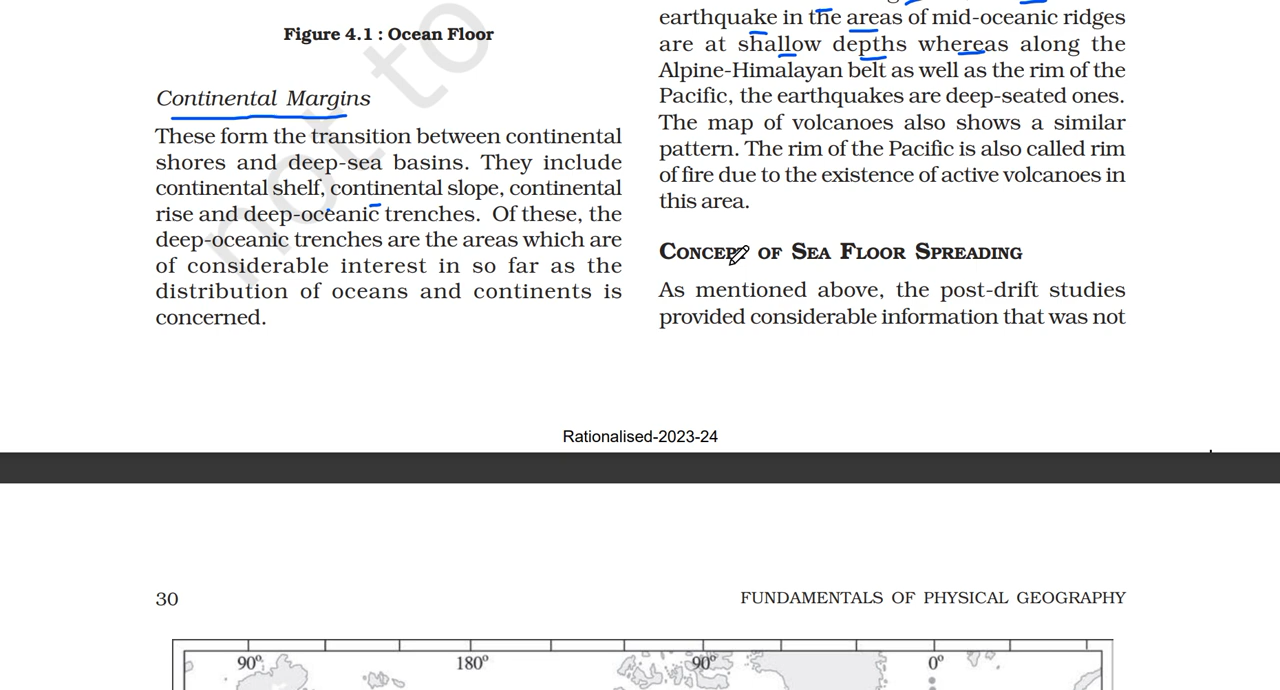 Figure 4.1 : Ocean Floor
Continental Margins
These form the transition between continental
shores and deep-sea basins. They include
continental shelf, continental slope, continental
rise and deep-oceanic trenches. Of these, the
deep-oceanic trenches are the areas which are
of considerable interest in so far as the
distribution of oceans and continents is
concerned.
earthquake in the areas of mid-oceanic ridges
are at shallow depths whereas along the
Alpine-Himalayan belt as well as the rim of the
Pacific, the earthquakes are deep-seated ones.
The map of volcanoes also shows a similar
pattern. The rim of the Pacific is also called rim
of fire due to the existence of active volcanoes in
this area.
CONCEPT OF SEA FLOOR SPREADING
As mentioned above, the post-drift studies
provided considerable information that was not
not to
Rationalised-2023-24
30
FUNDAMENTALS OF PHYSICAL GEOGRAPHY
90° 180° 90° 0°